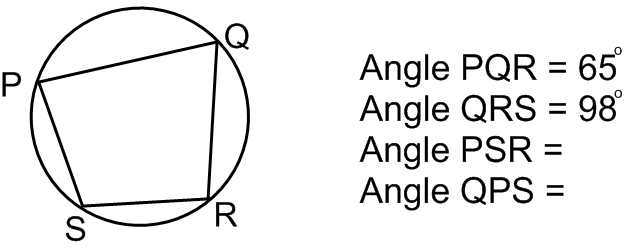 Q
P
S
R
Angle PQR = 65°
Angle QRS = 98°
Angle PSR =
Angle QPS =